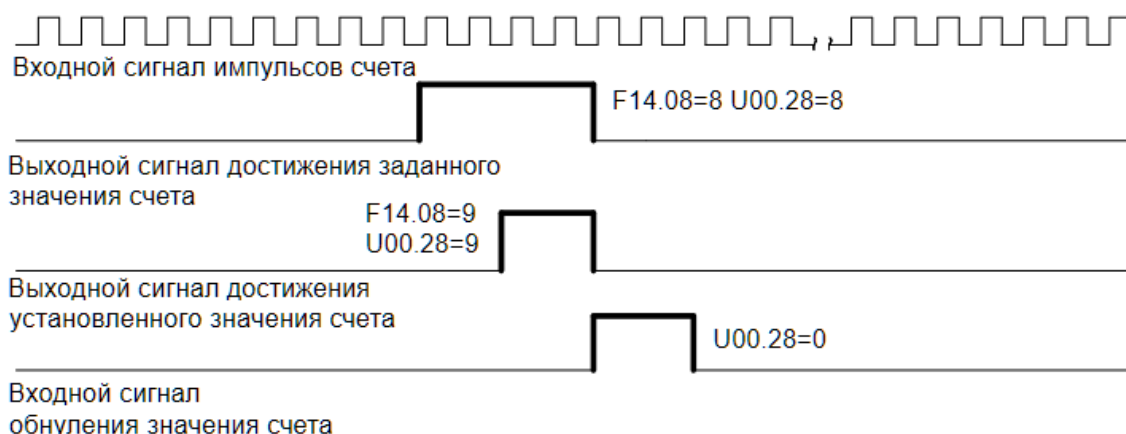 Входной сигнал импульсов счета
F14.08=8 U00.28=8
Выходной сигнал достижения заданного
значения счета
F14.08=9
U00.28=9
Выходной сигнал достижения
установленного значения счета
U00.28=0
Входной сигнал
обнуления значения счета